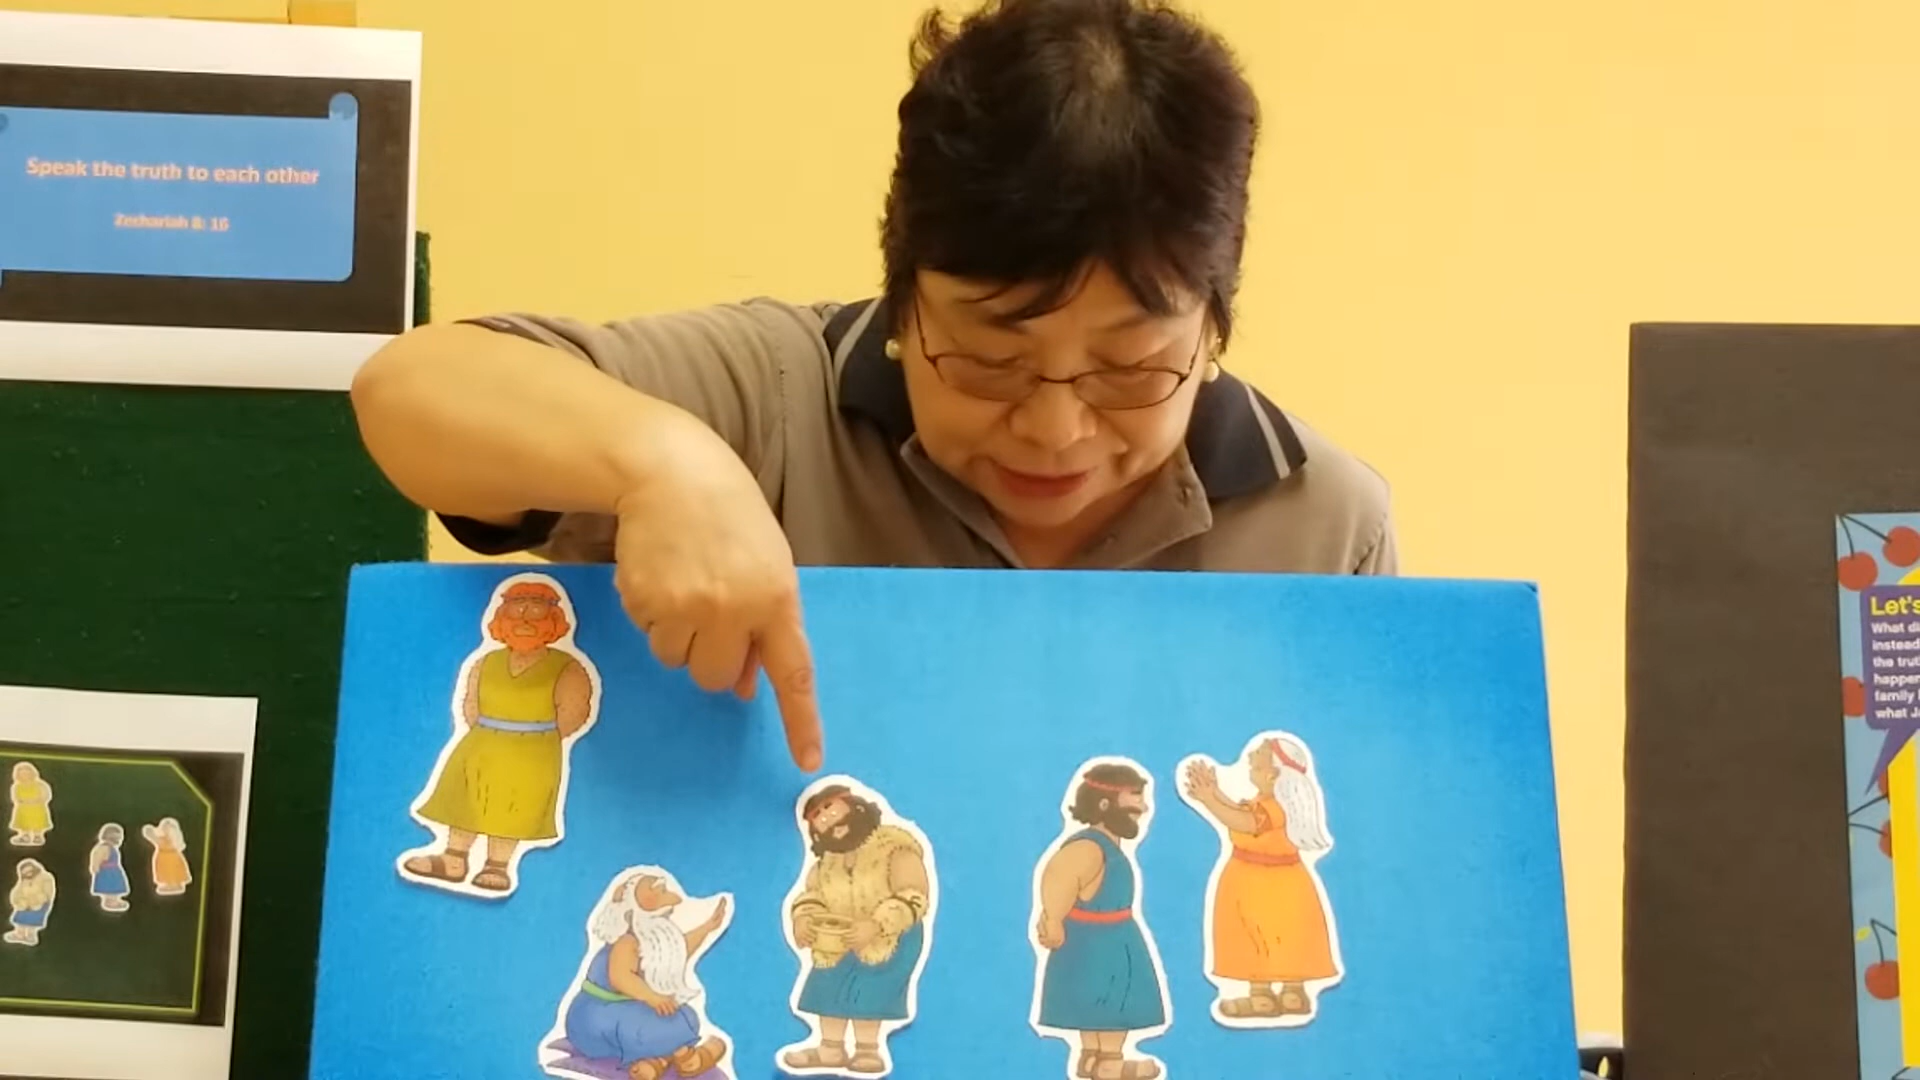 Speak the truth to each other
Zechariah 8: 16
Let's
What di
instead
the trut
happen
family
what J